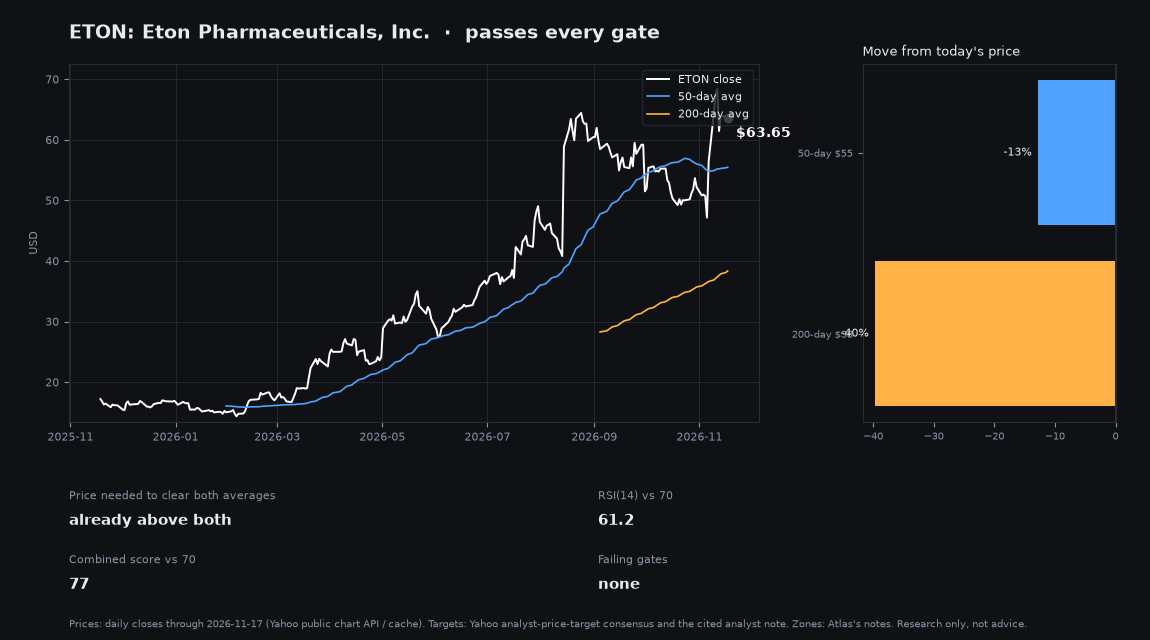 ETON: Eton Pharmaceuticals, Inc. · passes every gate
Move from today's price
70
60
50
40
30
20
USD
ETON close
50-day avg
200-day avg
$63.65
2025-11
2026-01
2026-03
2026-05
2026-07
2026-09
2026-11
50-day $55
-13%
200-day
40%
−40
−30
−20
−10
0
Price needed to clear both averages
already above both
RSI(14) vs 70
61.2
Combined score vs 70
77
Failing gates
none
Prices: daily closes through 2026-11-17 (Yahoo public chart API / cache). Targets: Yahoo analyst-price-target consensus and the cited analyst note. Zones: Atlas's notes. Research only, not advice.